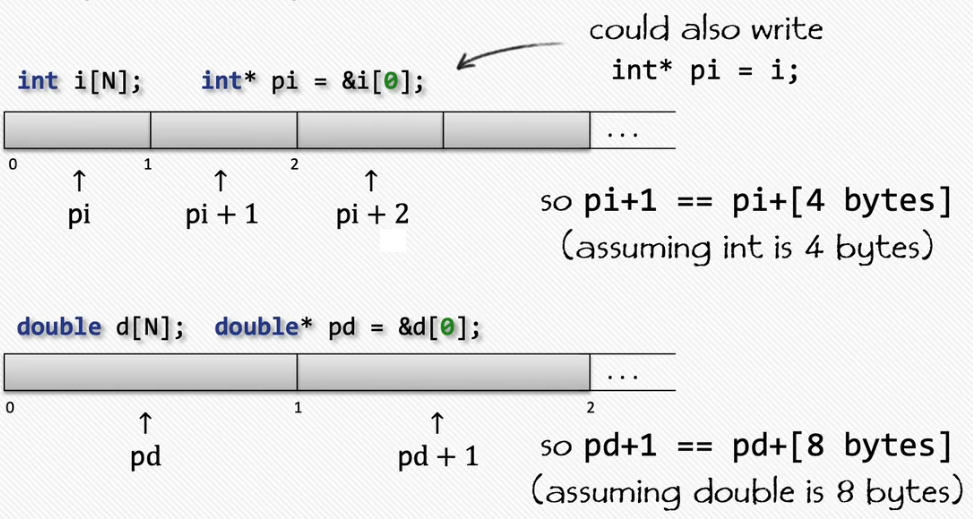 could also write
int* pi = i;
int i[N]; int* pi = &i[0];
...
0 1 2
↑ ↑ ↑
pi pi + 1 pi + 2
so pi+1 == pi+[4 bytes]
(assuming int is 4 bytes)
double d[N]; double* pd = &d[0];
...
0 1 2
↑ ↑
pd pd + 1
so pd+1 == pd+[8 bytes]
(assuming double is 8 bytes)